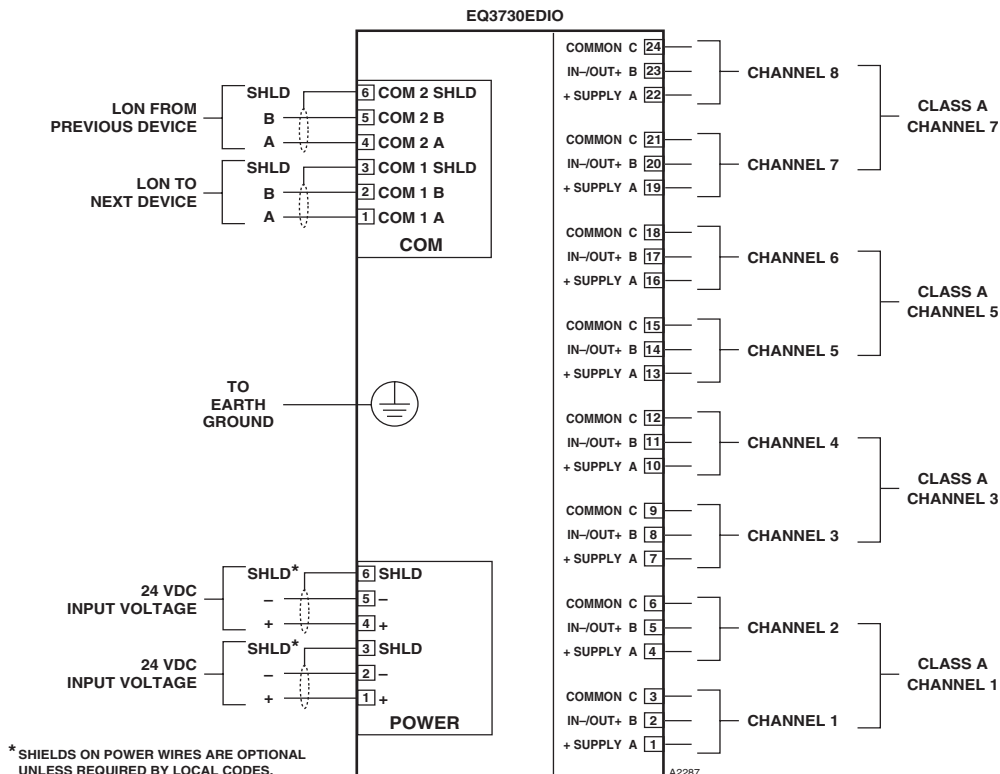 EQ3730EDIO
LON FROM
PREVIOUS DEVICE
SHLD
B
A
6 COM 2 SHLD
5 COM 2 B
4 COM 2 A
LON TO
NEXT DEVICE
SHLD
B
A
3 COM 1 SHLD
2 COM 1 B
1 COM 1 A
COM
TO
EARTH
GROUND
24 VDC
INPUT VOLTAGE
SHLD*
–
+
6 SHLD
5 –
4 +
24 VDC
INPUT VOLTAGE
SHLD*
–
+
3 SHLD
2 –
1 +
POWER
* SHIELDS ON POWER WIRES ARE OPTIONAL
UNLESS REQUIRED BY LOCAL CODES.
COMMON C 24
IN–/OUT+ B 23
+ SUPPLY A 22
CHANNEL 8
COMMON C 21
IN–/OUT+ B 20
+ SUPPLY A 19
CHANNEL 7
CLASS A
CHANNEL 7
COMMON C 18
IN–/OUT+ B 17
+ SUPPLY A 16
CHANNEL 6
COMMON C 15
IN–/OUT+ B 14
+ SUPPLY A 13
CHANNEL 5
CLASS A
CHANNEL 5
COMMON C 12
IN–/OUT+ B 11
+ SUPPLY A 10
CHANNEL 4
COMMON C 9
IN–/OUT+ B 8
+ SUPPLY A 7
CHANNEL 3
CLASS A
CHANNEL 3
COMMON C 6
IN–/OUT+ B 5
+ SUPPLY A 4
CHANNEL 2
COMMON C 3
IN–/OUT+ B 2
+ SUPPLY A 1
CHANNEL 1
CLASS A
CHANNEL 1
A2287